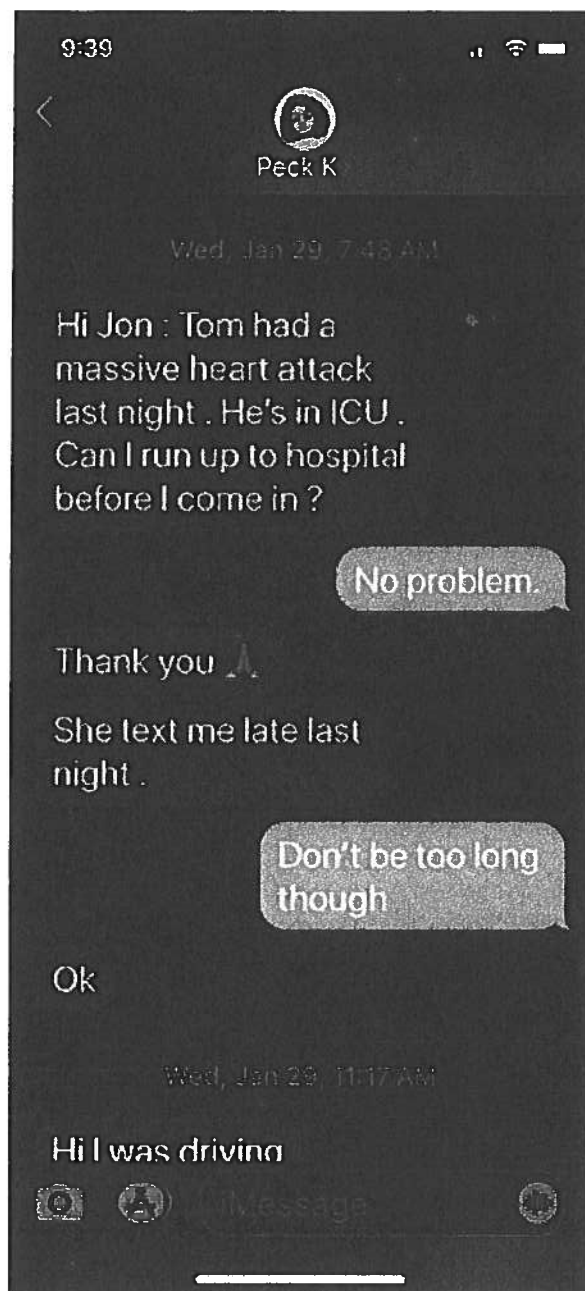 9:39
Peck K
Wed, Jan 29, 7:43 AM
Hi Jon : Tom had a
massive heart attack
last night . He's in ICU .
Can I run up to hospital
before I come in ?
No problem.
Thank you 🙏
She text me late last
night .
Don't be too long
though
Ok
Wed, Jan 29, 11:17 AM
Hi I was driving
iMessage